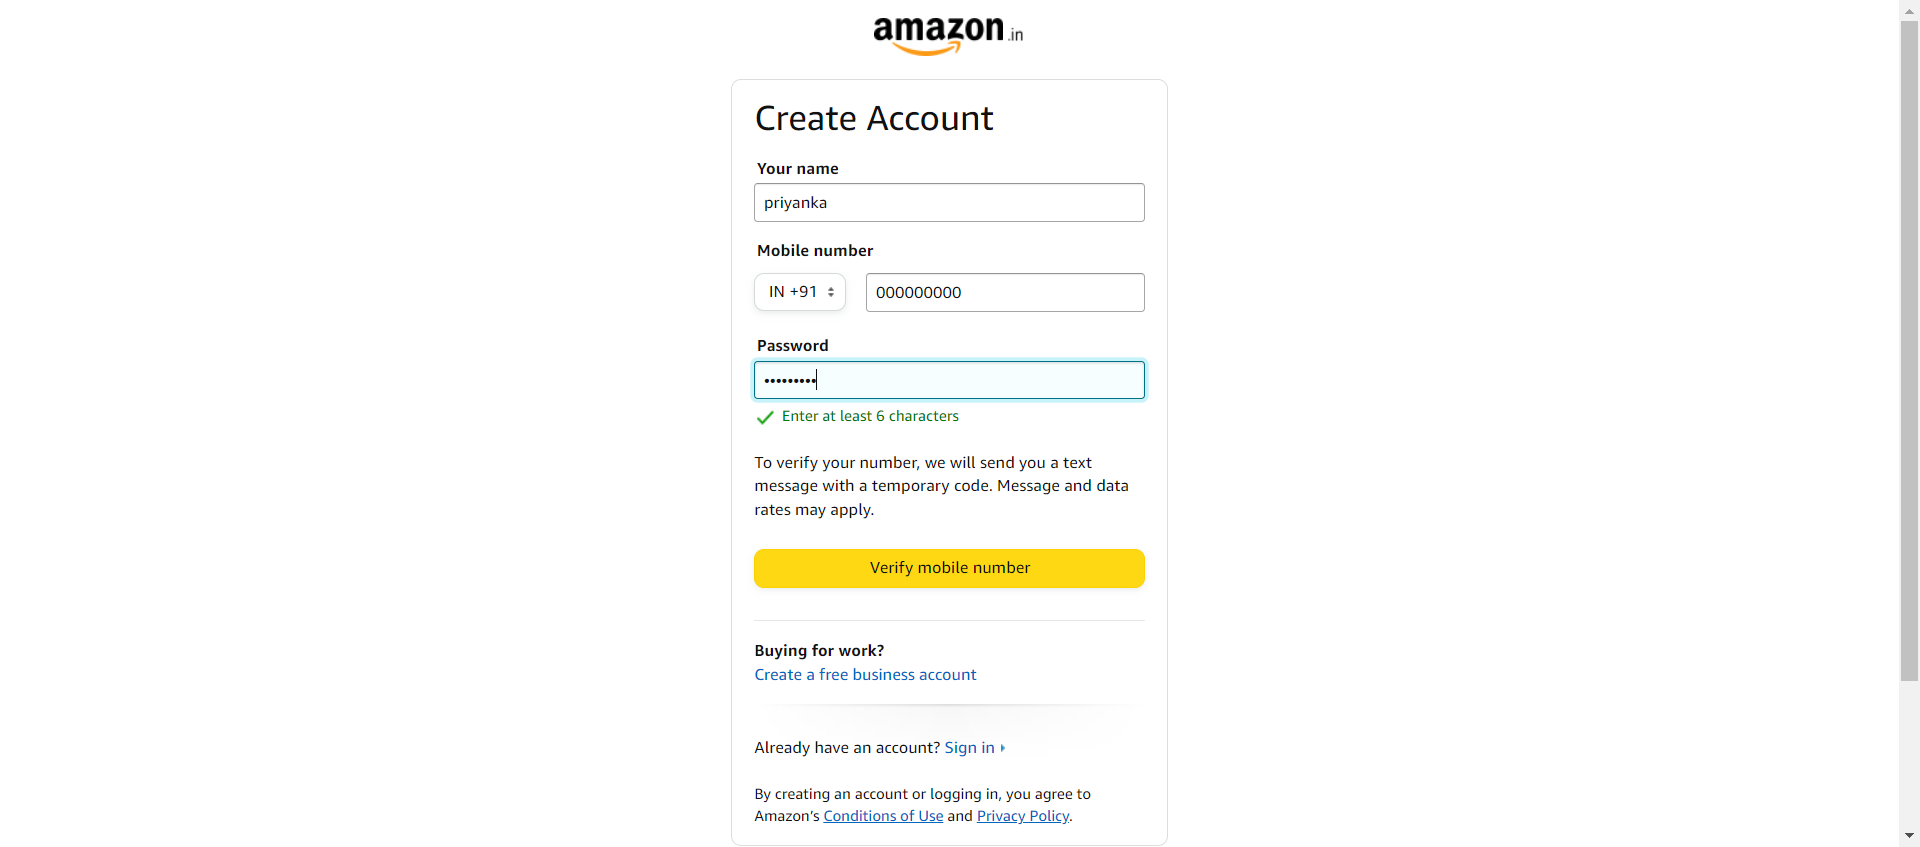 amazon.in
Create Account
Your name
priyanka
Mobile number
IN +91
000000000
Password
•••••••••
Enter at least 6 characters
To verify your number, we will send you a text
message with a temporary code. Message and data
rates may apply.
Verify mobile number
Buying for work?
Create a free business account
Already have an account? Sign in
By creating an account or logging in, you agree to
Amazon’s Conditions of Use and Privacy Policy.